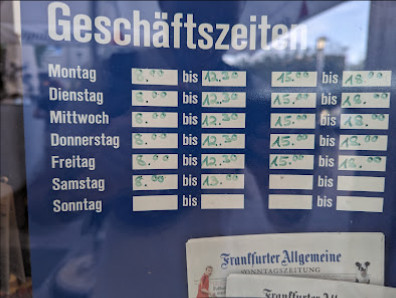 Geschäftszeiten
Montag 8.00 bis 12.30 15.00 bis 18.00
Dienstag 8.00 bis 12.30 15.00 bis 18.00
Mittwoch 8.00 bis 12.30 15.00 bis 18.00
Donnerstag 8.00 bis 12.30 15.00 bis 18.00
Freitag 8.00 bis 12.30 15.00 bis 18.00
Samstag 8.00 bis 13.00 bis
Sonntag bis bis
Frankfurter Allgemeine
SONNTAGSZEITUNG
Frankfurter